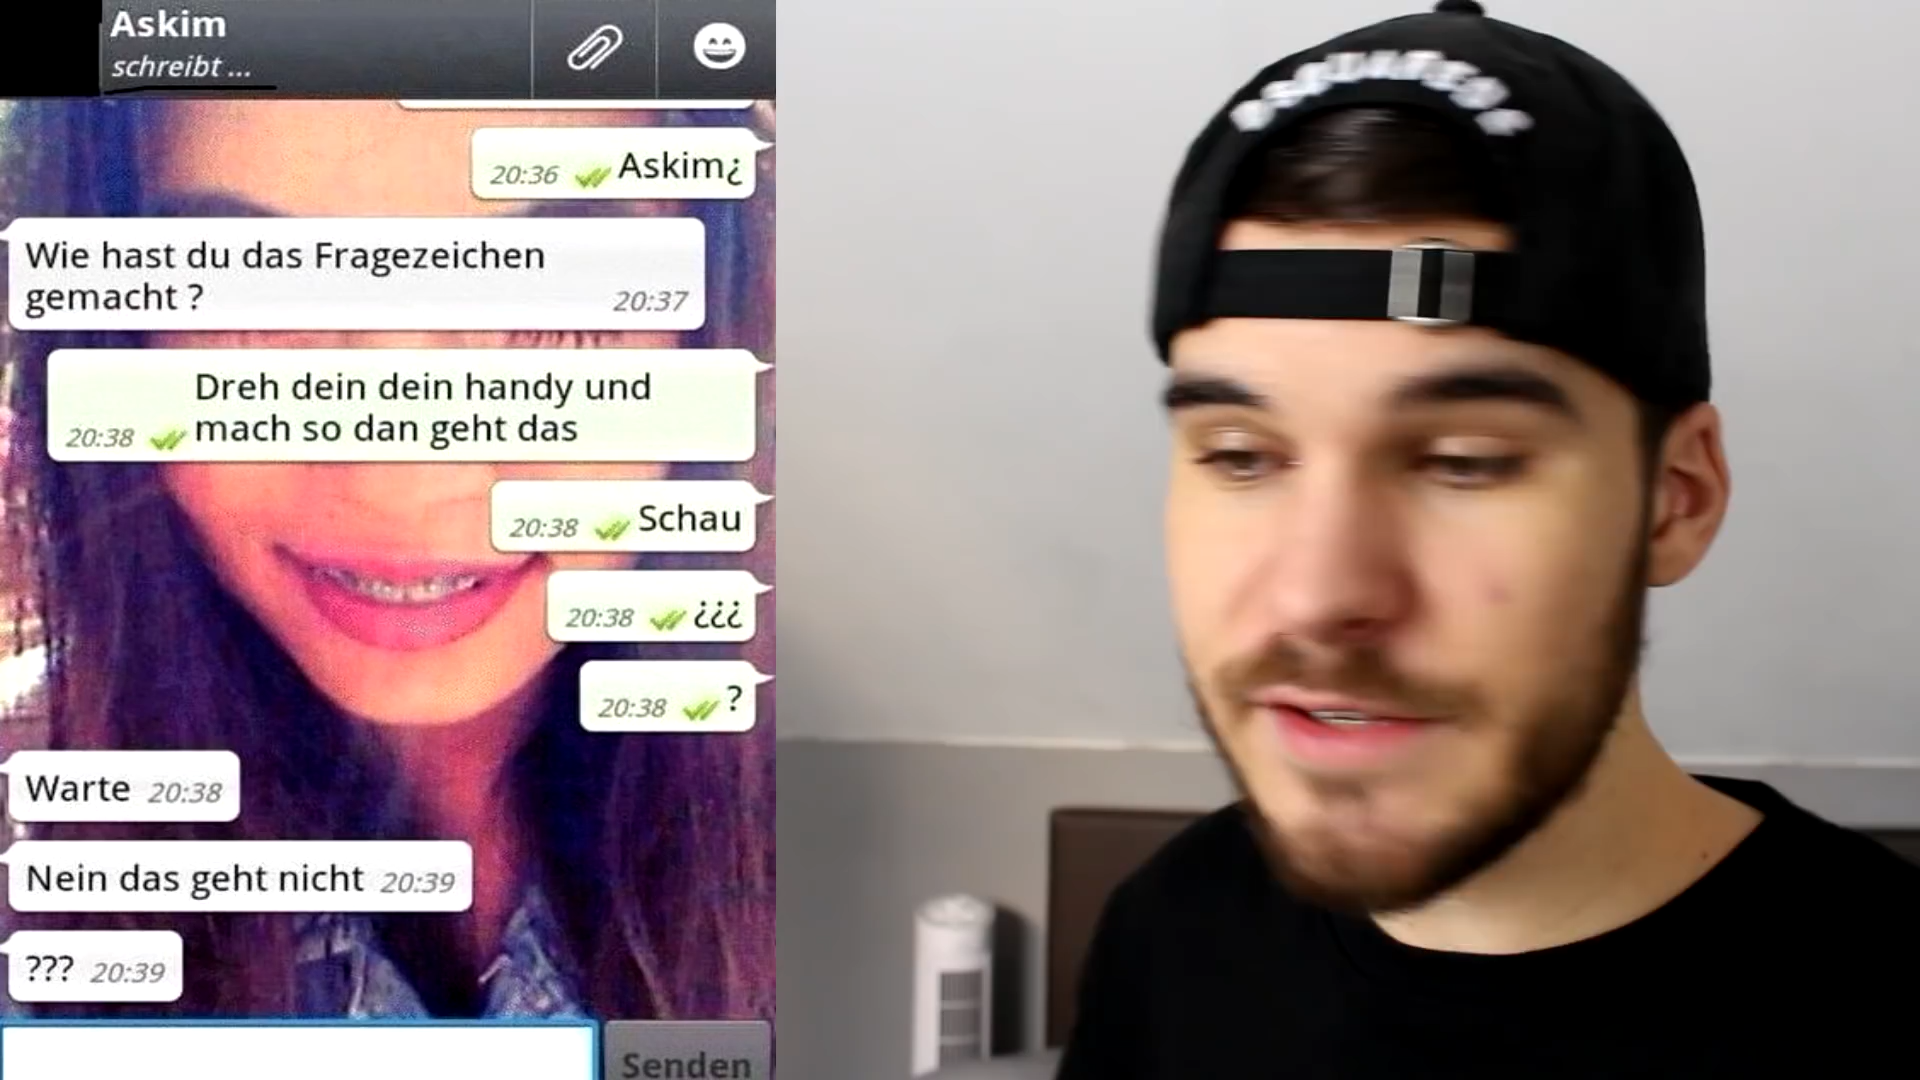 Askim
schreibt ...
20:36 Askim¿
Wie hast du das Fragezeichen
gemacht ? 20:37
Dreh dein dein handy und
20:38 mach so dan geht das
20:38 Schau
20:38 ¿¿¿
20:38 ?
Warte 20:38
Nein das geht nicht 20:39
??? 20:39
Senden